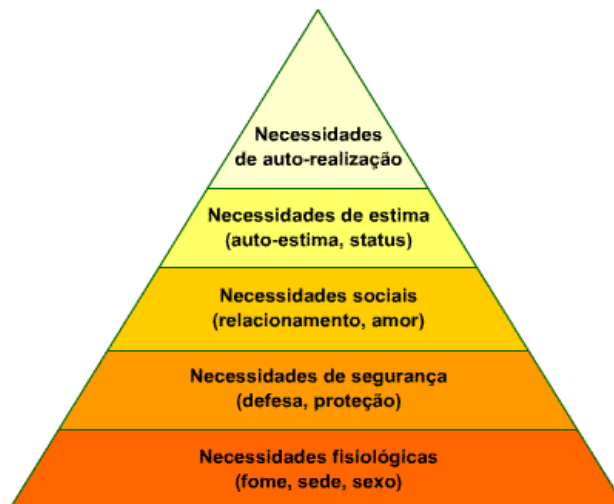 Necessidades
de auto-realização
Necessidades de estima
(auto-estima, status)
Necessidades sociais
(relacionamento, amor)
Necessidades de segurança
(defesa, proteção)
Necessidades fisiológicas
(fome, sede, sexo)